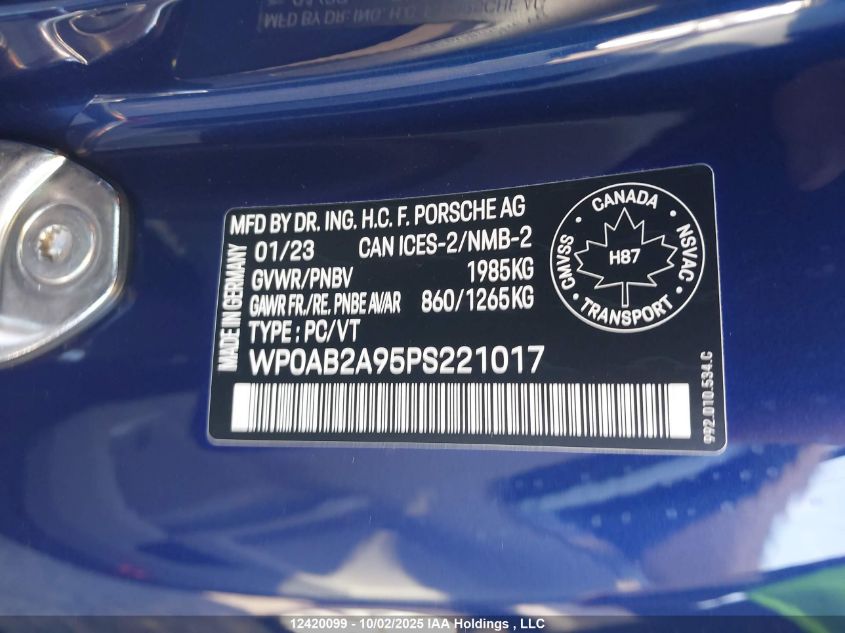 MFD BY DR. ING. H.C. F. PORSCHE AG
01/23 CAN ICES-2/NMB-2
GVWR/PNBV 1985KG
GAWR FR./RE. PNBE AV/AR 860/1265KG
TYPE : PC/VT
WP0AB2A95PS221017
MADE IN GERMANY
CANADA
CMVSS NSVAC
H87
TRANSPORT
992.010.534.C
12420099 - 10/02/2025 IAA Holdings , LLC